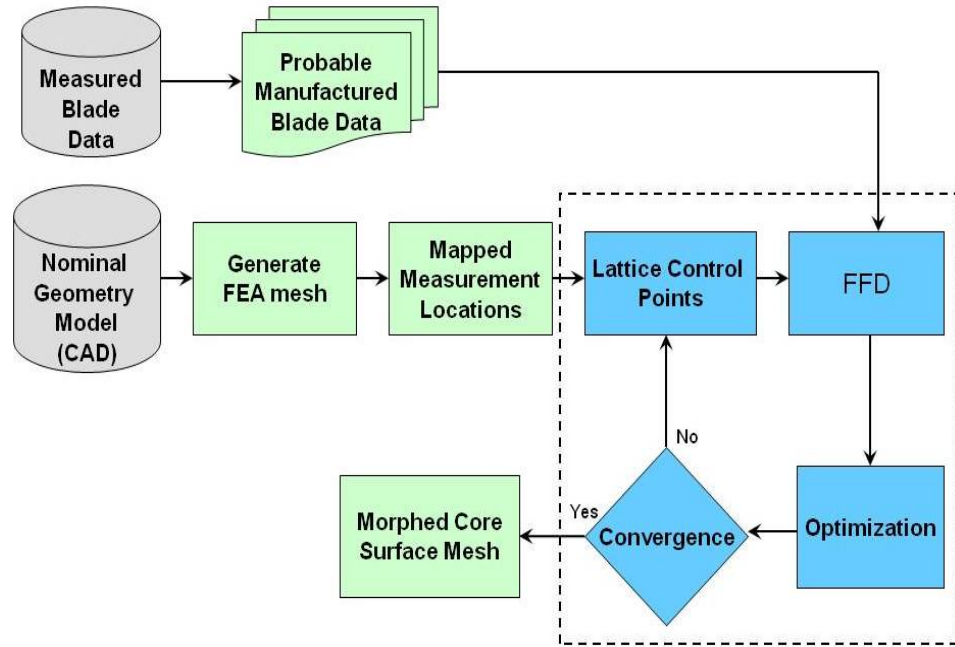 Measured
Blade
Data
Probable
Manufactured
Blade Data
Nominal
Geometry
Model
(CAD)
Generate
FEA mesh
Mapped
Measurement
Locations
Lattice Control
Points
FFD
No
Yes
Convergence
Optimization
Morphed Core
Surface Mesh